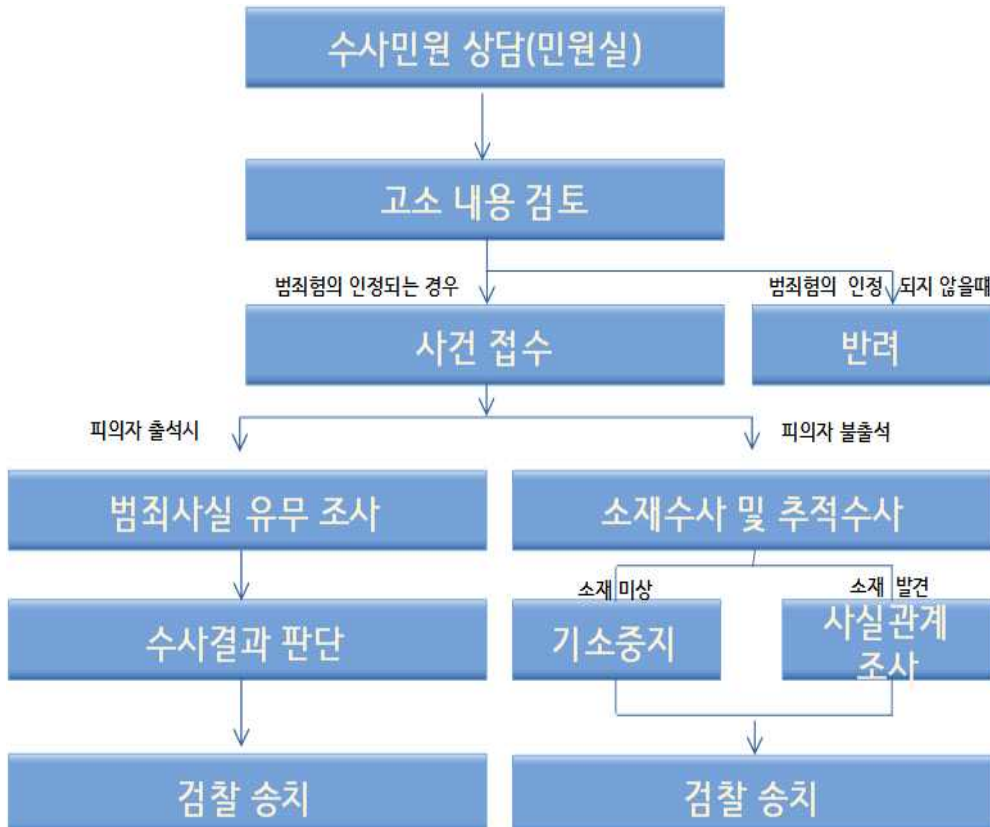 수사민원 상담(민원실)
고소 내용 검토
범죄혐의 인정되는 경우
범죄혐의 인정 되지 않을떄
사건 접수
반려
피의자 출석시
피의자 불출석
범죄사실 유무 조사
소재수사 및 추적수사
소재 미상
소재 발견
수사결과 판단
기소중지
사실관계
조사
검찰 송치
검찰 송치